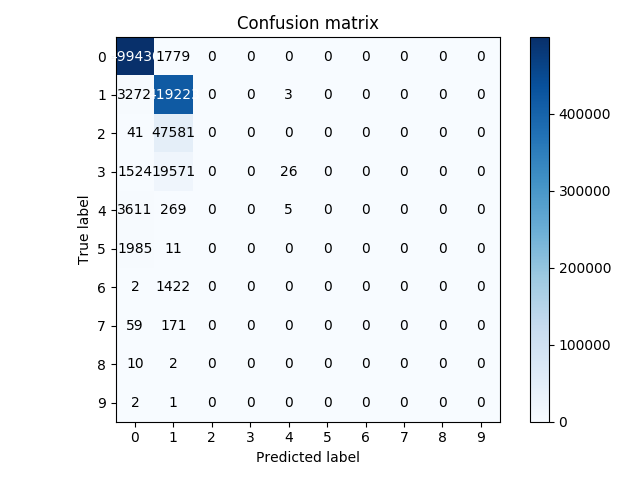 Confusion matrix
0 1779 0 0 0 0 0 0 0 0
1 3272 0 0 3 0 0 0 0 0
2 41 47581 0 0 0 0 0 0 0 0
3 1524 19571 0 0 26 0 0 0 0 0
4 3611 269 0 0 5 0 0 0 0 0
5 1985 11 0 0 0 0 0 0 0 0
6 2 1422 0 0 0 0 0 0 0 0
7 59 171 0 0 0 0 0 0 0 0
8 10 2 0 0 0 0 0 0 0 0
9 2 1 0 0 0 0 0 0 0 0
0 1 2 3 4 5 6 7 8 9
True label
Predicted label
400000
300000
200000
100000
0